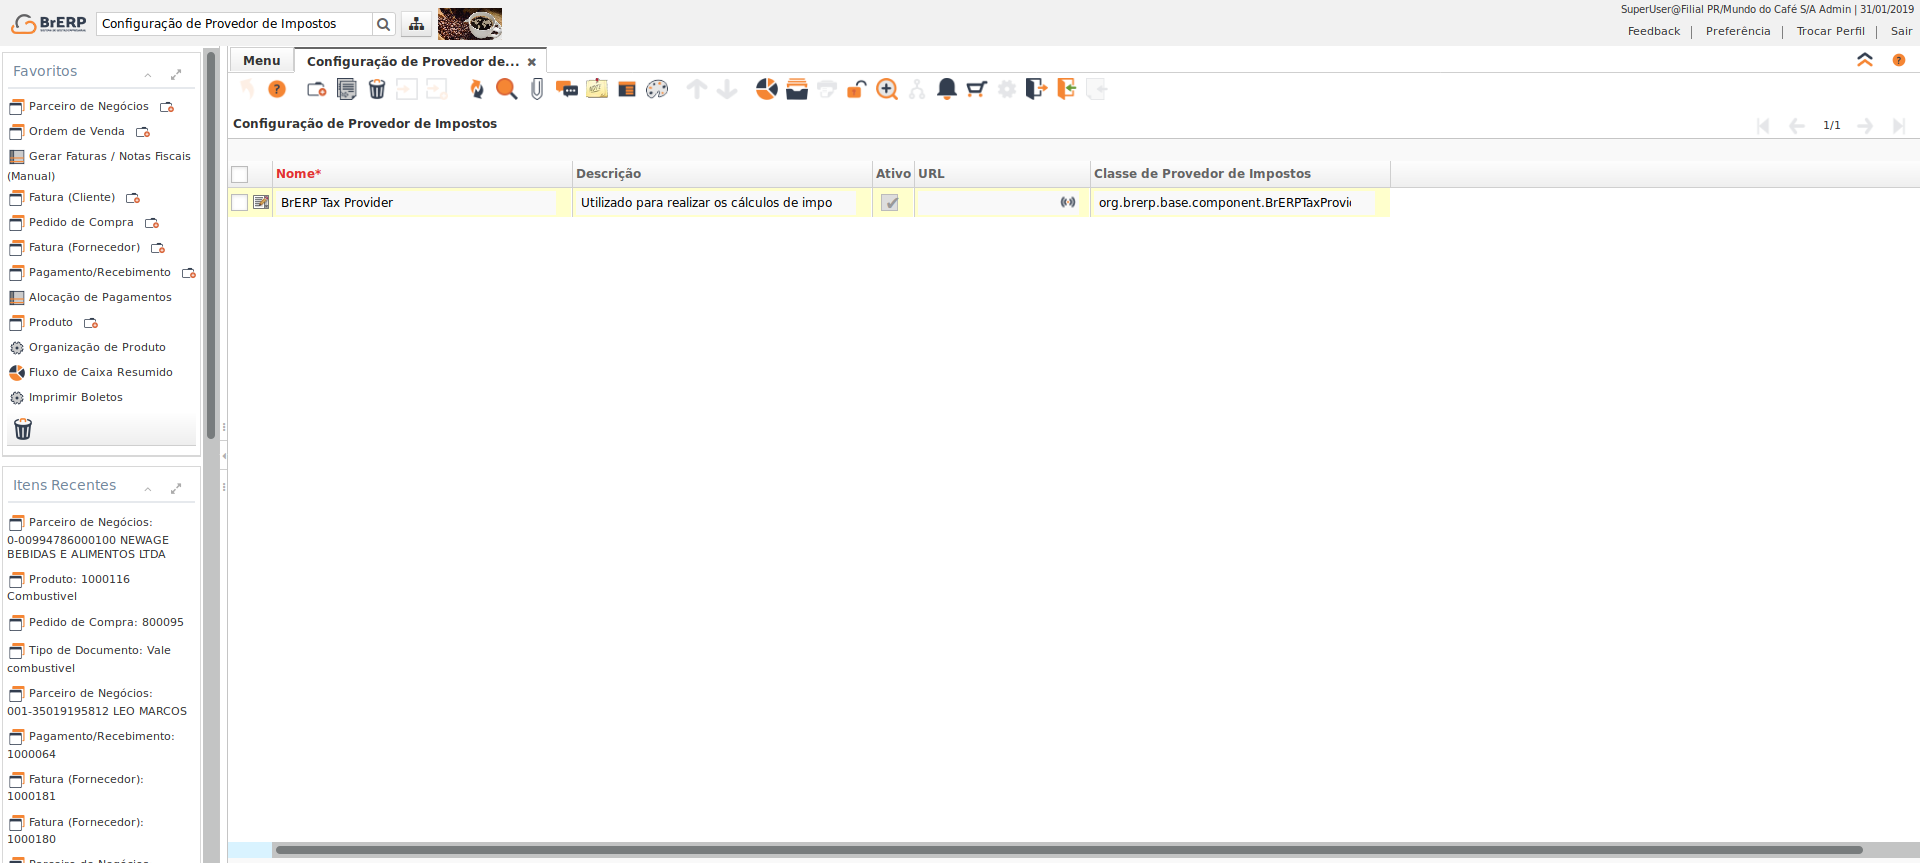 BrERP
Configuração de Provedor de Impostos
SuperUser@Filial PR/Mundo do Café S/A Admin | 31/01/2019
Feedback | Preferência | Trocar Perfil | Sair
Favoritos
Parceiro de Negócios
Ordem de Venda
Gerar Faturas / Notas Fiscais
(Manual)
Fatura (Cliente)
Pedido de Compra
Fatura (Fornecedor)
Pagamento/Recebimento
Alocação de Pagamentos
Produto
Organização de Produto
Fluxo de Caixa Resumido
Imprimir Boletos
Itens Recentes
Parceiro de Negócios:
0-00994786000100 NEWAGE
BEBIDAS E ALIMENTOS LTDA
Produto: 1000116
Combustivel
Pedido de Compra: 800095
Tipo de Documento: Vale
combustivel
Parceiro de Negócios:
001-35019195812 LEO MARCOS
Pagamento/Recebimento:
1000064
Fatura (Fornecedor):
1000181
Fatura (Fornecedor):
1000180
Menu
Configuração de Provedor de...
Configuração de Provedor de Impostos
1/1
Nome* Descrição Ativo URL Classe de Provedor de Impostos
BrERP Tax Provider Utilizado para realizar os cálculos de impo org.brerp.base.component.BrERPTaxProvi